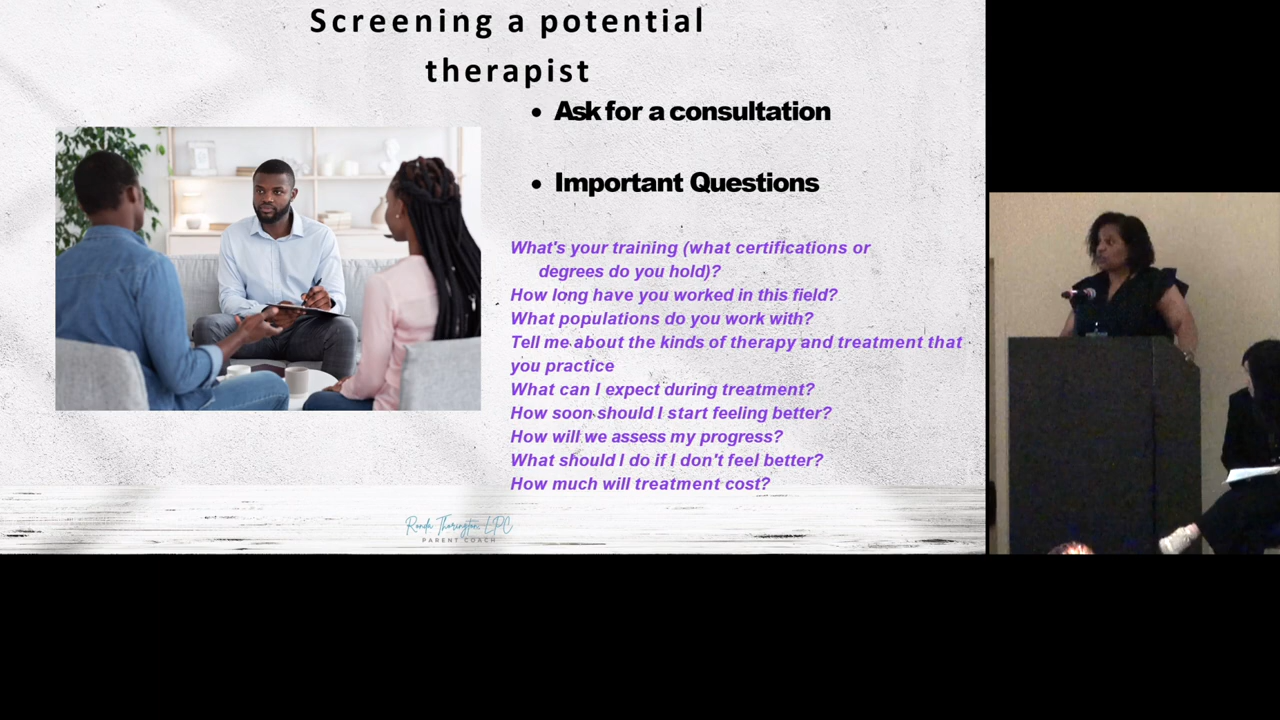 Screening a potential
therapist
• Ask for a consultation
• Important Questions
What's your training (what certifications or
degrees do you hold)?
How long have you worked in this field?
What populations do you work with?
Tell me about the kinds of therapy and treatment that
you practice
What can I expect during treatment?
How soon should I start feeling better?
How will we assess my progress?
What should I do if I don't feel better?
How much will treatment cost?
Ronda Thorington, LPC
PARENT COACH